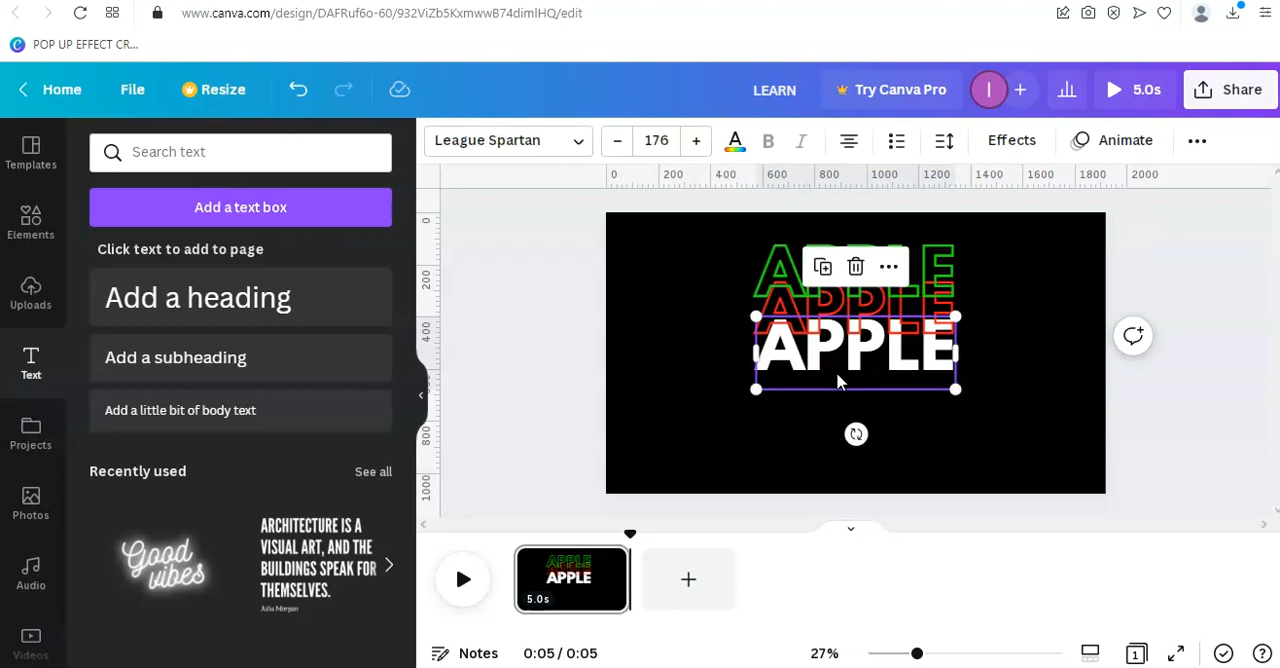 www.canva.com/design/DAFRuf6o-60/932ViZb5KxmwwB74dimlHQ/edit
POP UP EFFECT CR...
Home File Resize LEARN Try Canva Pro I + 5.0s Share
Search text
League Spartan - 176 + A B I Effects Animate
0 200 400 600 800 1000 1200 1400 1600 1800 2000
Templates
Add a text box
Elements
Click text to add to page
Add a heading
Uploads
Add a subheading
Text
Add a little bit of body text
Projects
Recently used See all
Photos
Good vibes
ARCHITECTURE IS A
VISUAL ART, AND THE
BUILDINGS SPEAK FOR
THEMSELVES.
Julia Morgan
Audio
Videos
0
200
400
800
1000
APPLE
APPLE
APPLE
APPLE
APPLE
5.0s
Notes 0:05 / 0:05 27% 1